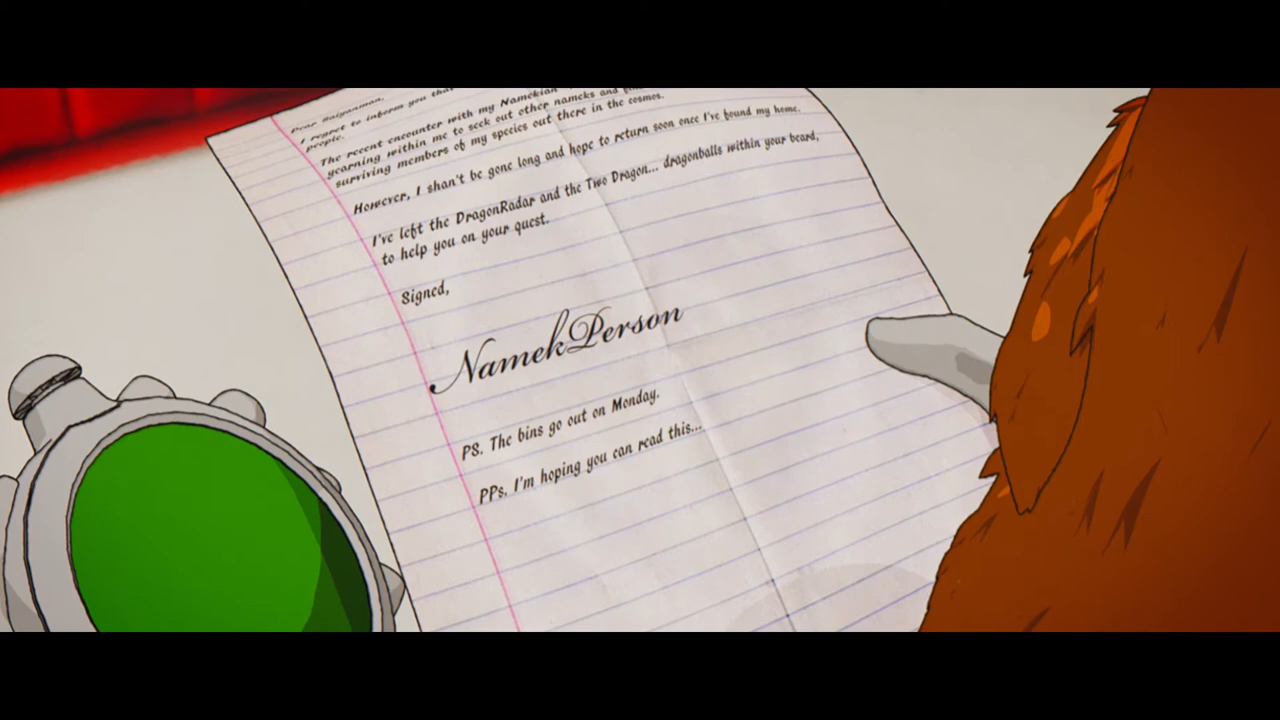 Dear Saiyanman,
I regret to inform you that
people.
The recent encounter with my Namekian
yearning within me to seek out other nameks and
surviving members of my species out there in the cosmos.
However, I shan't be gone long and hope to return soon once I've found my home.
I've left the DragonRadar and the Two Dragon... dragonballs within your beard,
to help you on your quest.
Signed,
NamekPerson
PS. The bins go out on Monday.
PPs. I'm hoping you can read this...